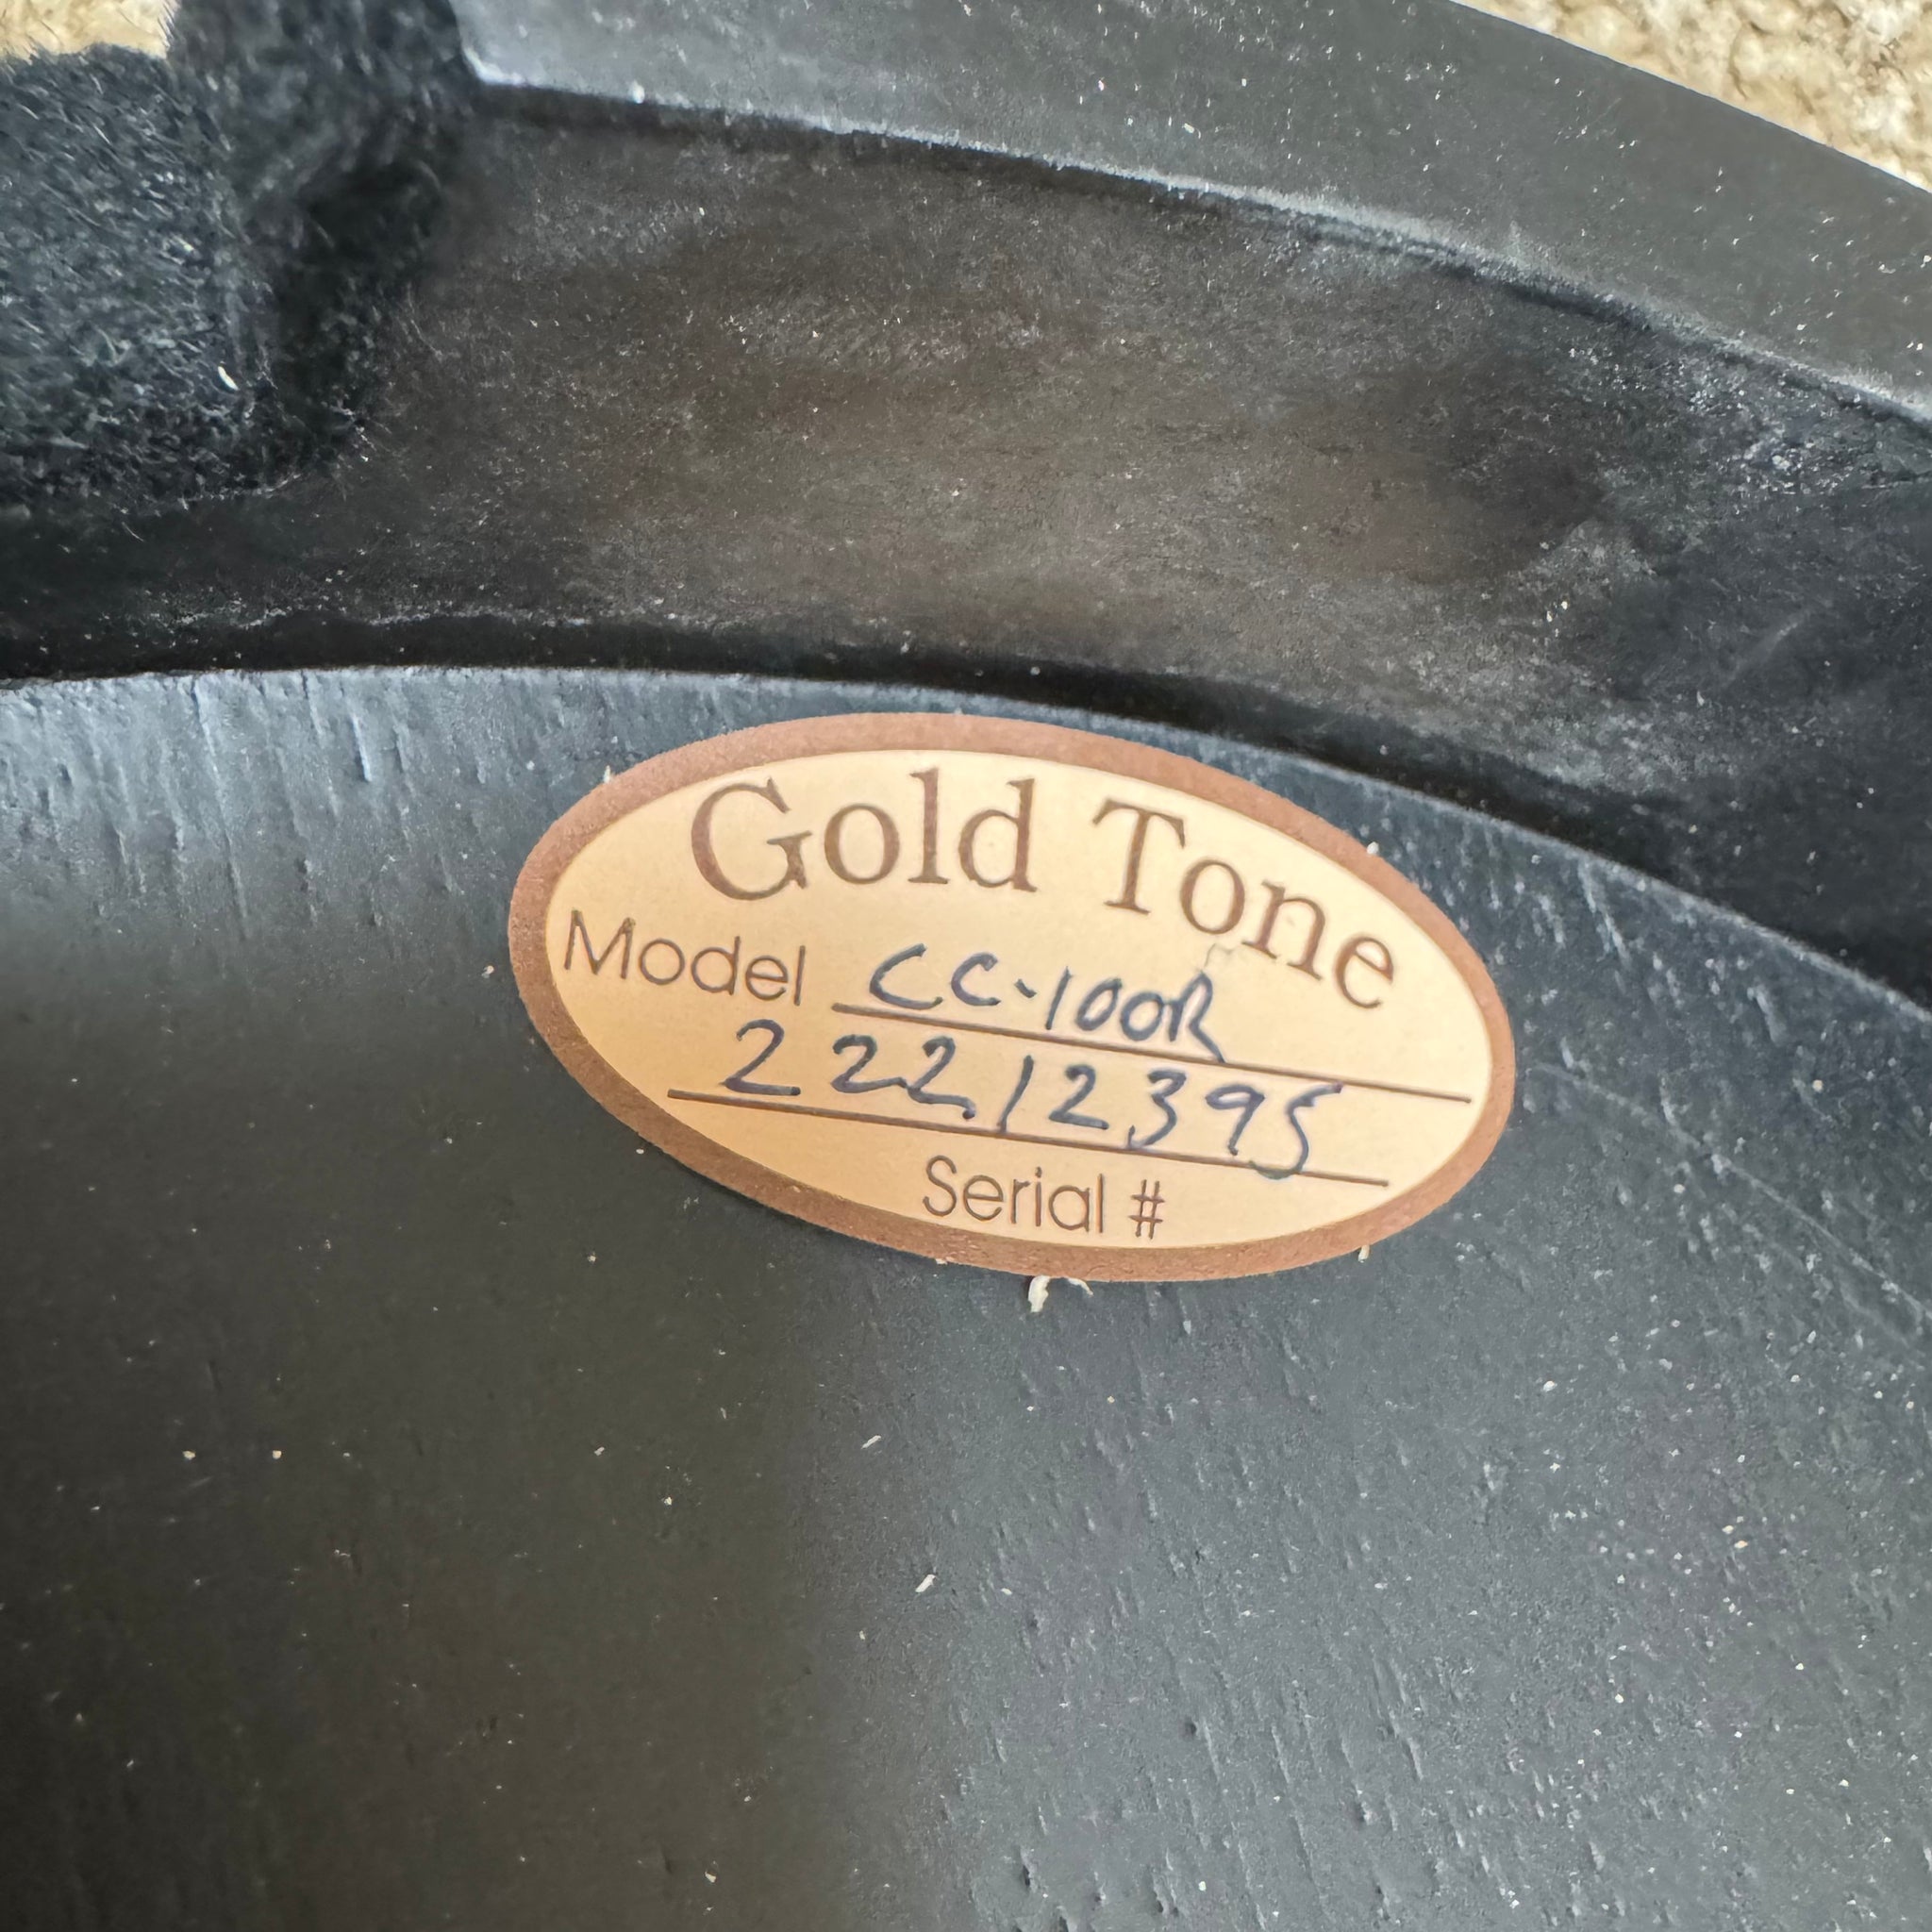 Gold Tone
Model CC-100R
22212395
Serial #